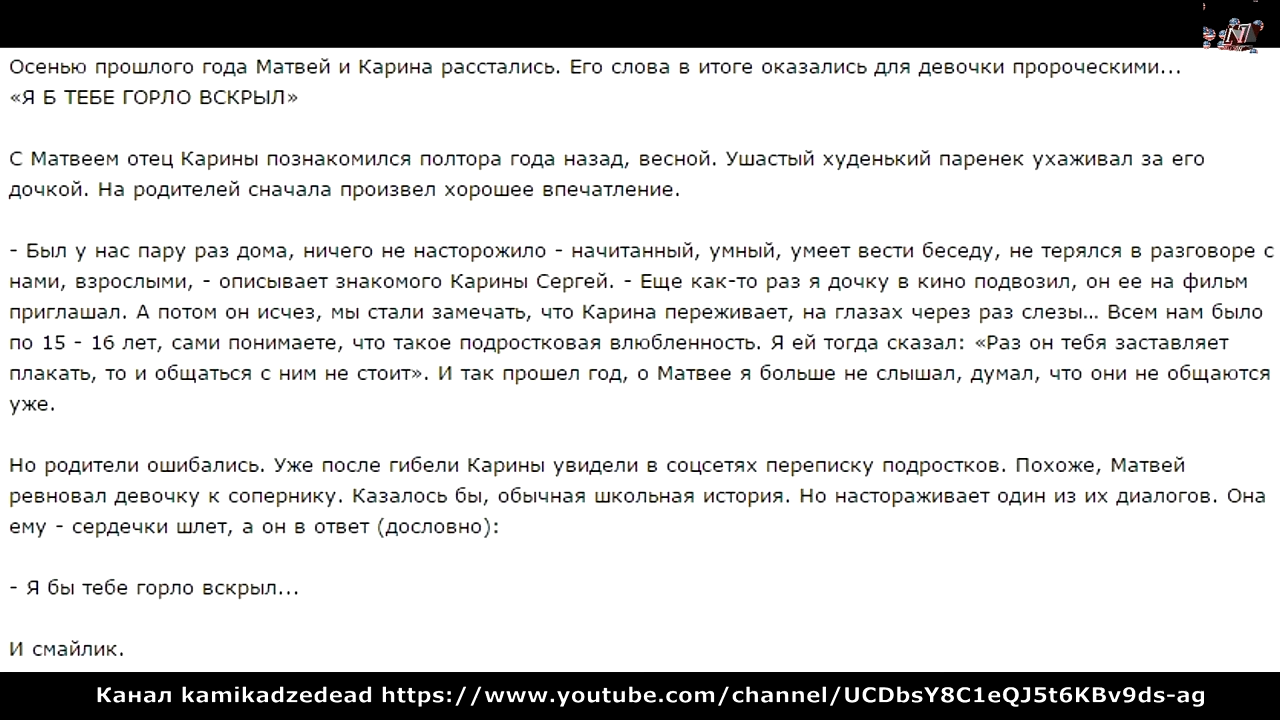 Осенью прошлого года Матвей и Карина расстались. Его слова в итоге оказались для девочки пророческими...
«Я Б ТЕБЕ ГОРЛО ВСКРЫЛ»
С Матвеем отец Карины познакомился полтора года назад, весной. Ушастый худенький паренек ухаживал за его
дочкой. На родителей сначала произвел хорошее впечатление.
- Был у нас пару раз дома, ничего не насторожило - начитанный, умный, умеет вести беседу, не терялся в разговоре с
нами, взрослыми, - описывает знакомого Карины Сергей. - Еще как-то раз я дочку в кино подвозил, он ее на фильм
приглашал. А потом он исчез, мы стали замечать, что Карина переживает, на глазах через раз слезы… Всем нам было
по 15 - 16 лет, сами понимаете, что такое подростковая влюбленность. Я ей тогда сказал: «Раз он тебя заставляет
плакать, то и общаться с ним не стоит». И так прошел год, о Матвее я больше не слышал, думал, что они не общаются
уже.
Но родители ошибались. Уже после гибели Карины увидели в соцсетях переписку подростков. Похоже, Матвей
ревновал девочку к сопернику. Казалось бы, обычная школьная история. Но настораживает один из их диалогов. Она
ему - сердечки шлет, а он в ответ (дословно):
- Я бы тебе горло вскрыл...
И смайлик.
Канал kamikadzedead https://www.youtube.com/channel/UCDbsY8C1eQJ5t6KBv9ds-ag